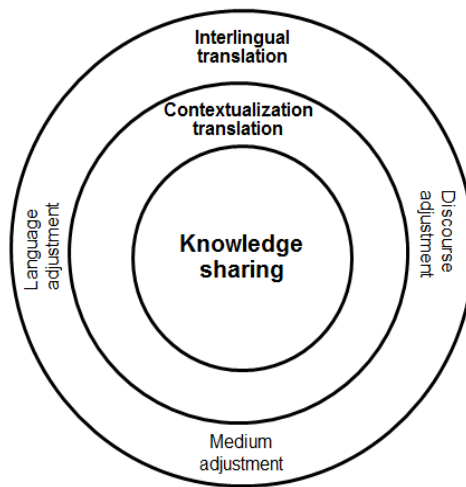 Interlingual
translation
Contextualization
translation
Language
adjustment
Knowledge
sharing
Discourse
adjustment
Medium
adjustment